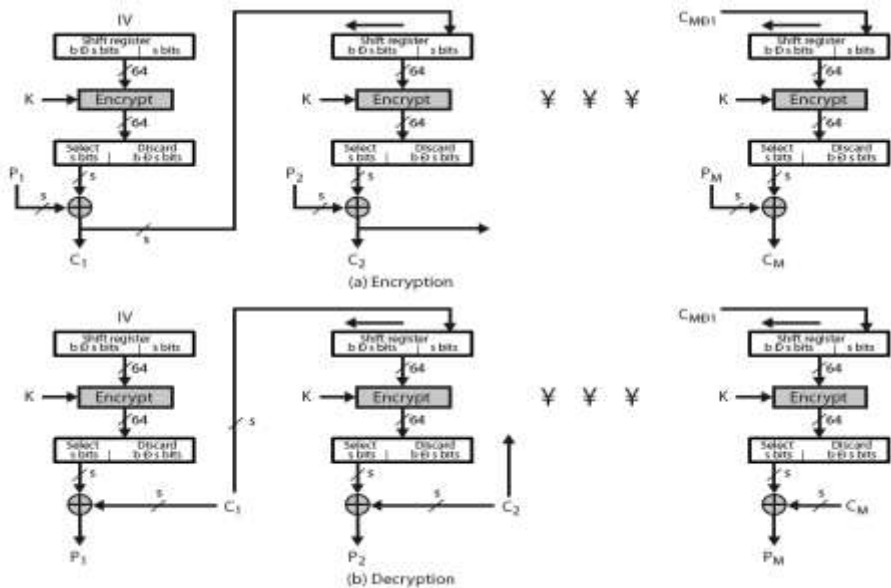 IV C_MÐ1
Shift register Shift register Shift register
b Ð s bits | s bits b Ð s bits | s bits b Ð s bits | s bits
64 64 64
K Encrypt K Encrypt ¥ ¥ ¥ K Encrypt
64 64 64
Select Discard Select Discard Select Discard
s bits | b Ð s bits s bits | b Ð s bits s bits | b Ð s bits
P1 s P2 s PM s
s s s
s
C1 C2 CM
(a) Encryption
IV C_MÐ1
Shift register Shift register Shift register
b Ð s bits | s bits b Ð s bits | s bits b Ð s bits | s bits
64 64 64
K Encrypt K Encrypt ¥ ¥ ¥ K Encrypt
s
64 64 64
Select Discard Select Discard Select Discard
s bits | b Ð s bits s bits | b Ð s bits s bits | b Ð s bits
s s s
s C1 s C2 s CM
P1 P2 PM
(b) Decryption